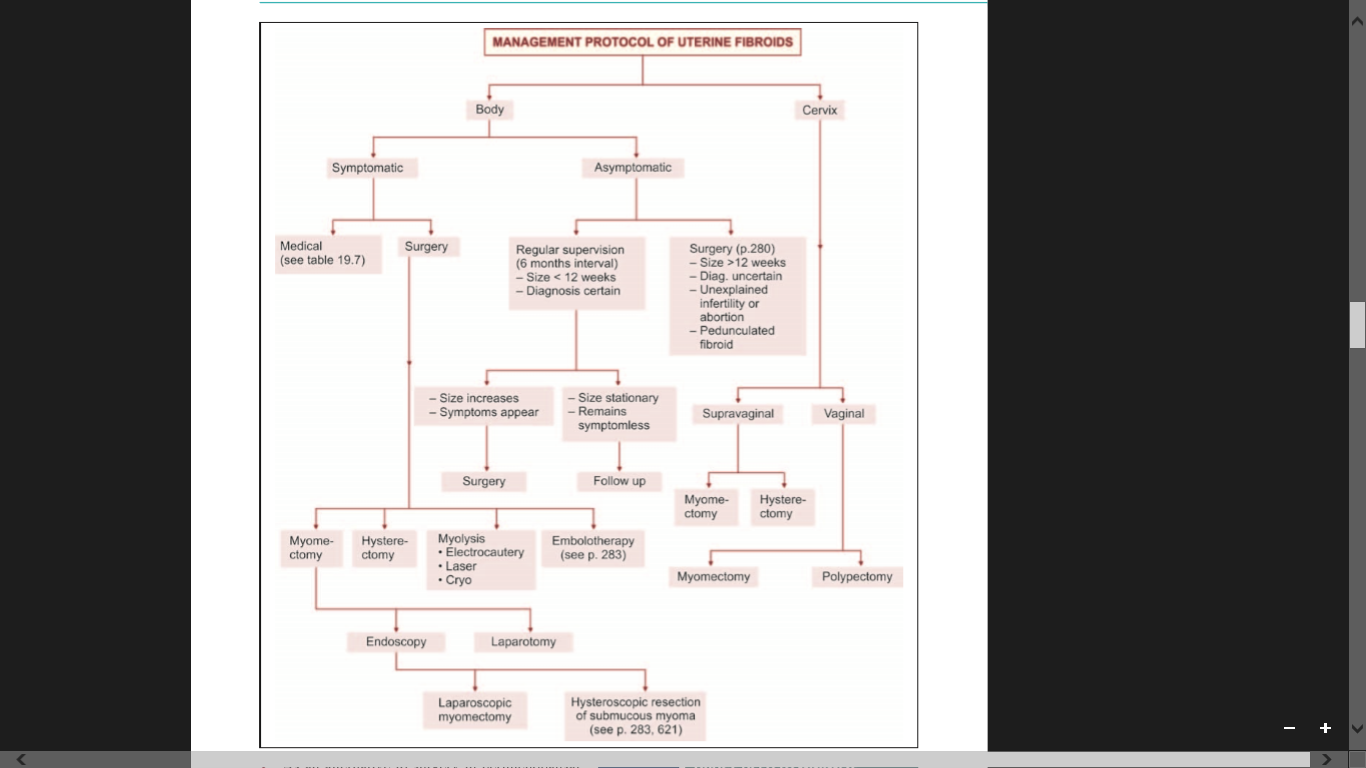 MANAGEMENT PROTOCOL OF UTERINE FIBROIDS
Body
Cervix
Symptomatic
Asymptomatic
Medical
(see table 19.7)
Surgery
Regular supervision
(6 months interval)
– Size < 12 weeks
– Diagnosis certain
Surgery (p.280)
– Size >12 weeks
– Diag. uncertain
– Unexplained
infertility or
abortion
– Pedunculated
fibroid
– Size increases
– Symptoms appear
– Size stationary
– Remains
symptomless
Supravaginal
Vaginal
Surgery
Follow up
Myome-
ctomy
Hystere-
ctomy
Myome-
ctomy
Hystere-
ctomy
Myolysis
• Electrocautery
• Laser
• Cryo
Embolotherapy
(see p. 283)
Myomectomy
Polypectomy
Endoscopy
Laparotomy
Laparoscopic
myomectomy
Hysteroscopic resection
of submucous myoma
(see p. 283, 621)